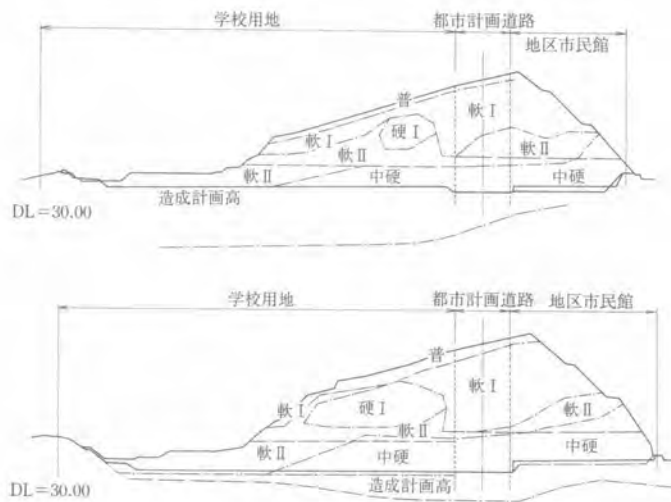 学校用地
都市計画道路
地区市民館
普
軟Ⅰ
軟Ⅰ
硬Ⅰ
軟Ⅱ
軟Ⅱ
軟Ⅱ
中硬
中硬
造成計画高
DL=30.00
学校用地
都市計画道路
地区市民館
普
軟Ⅰ
軟Ⅰ
硬Ⅰ
軟Ⅱ
軟Ⅱ
軟Ⅱ
中硬
中硬
造成計画高
DL=30.00